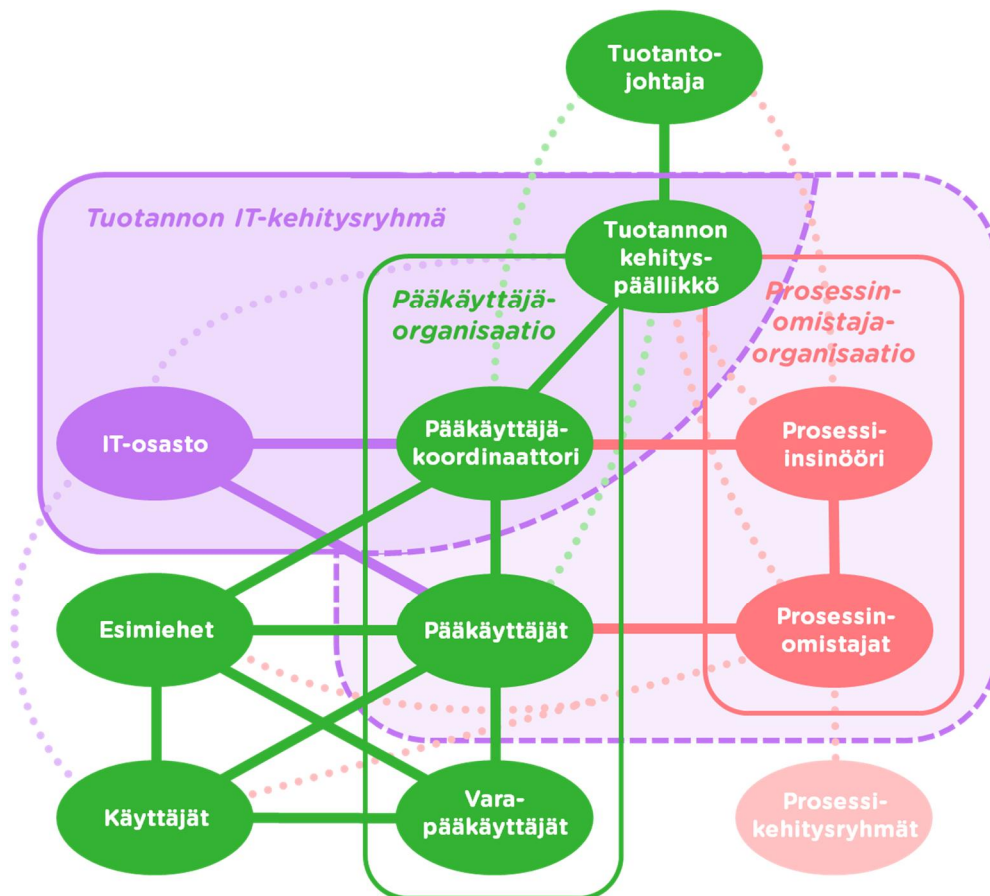 Tuotanto-
johtaja
Tuotannon IT-kehitysryhmä
Tuotannon
kehitys-
päällikkö
Pääkäyttäjä-
organisaatio
Prosessin-
omistaja-
organisaatio
IT-osasto
Pääkäyttäjä-
koordinaattori
Prosessi-
insinööri
Esimiehet
Pääkäyttäjät
Prosessin-
omistajat
Käyttäjät
Vara-
pääkäyttäjät
Prosessi-
kehitysryhmät